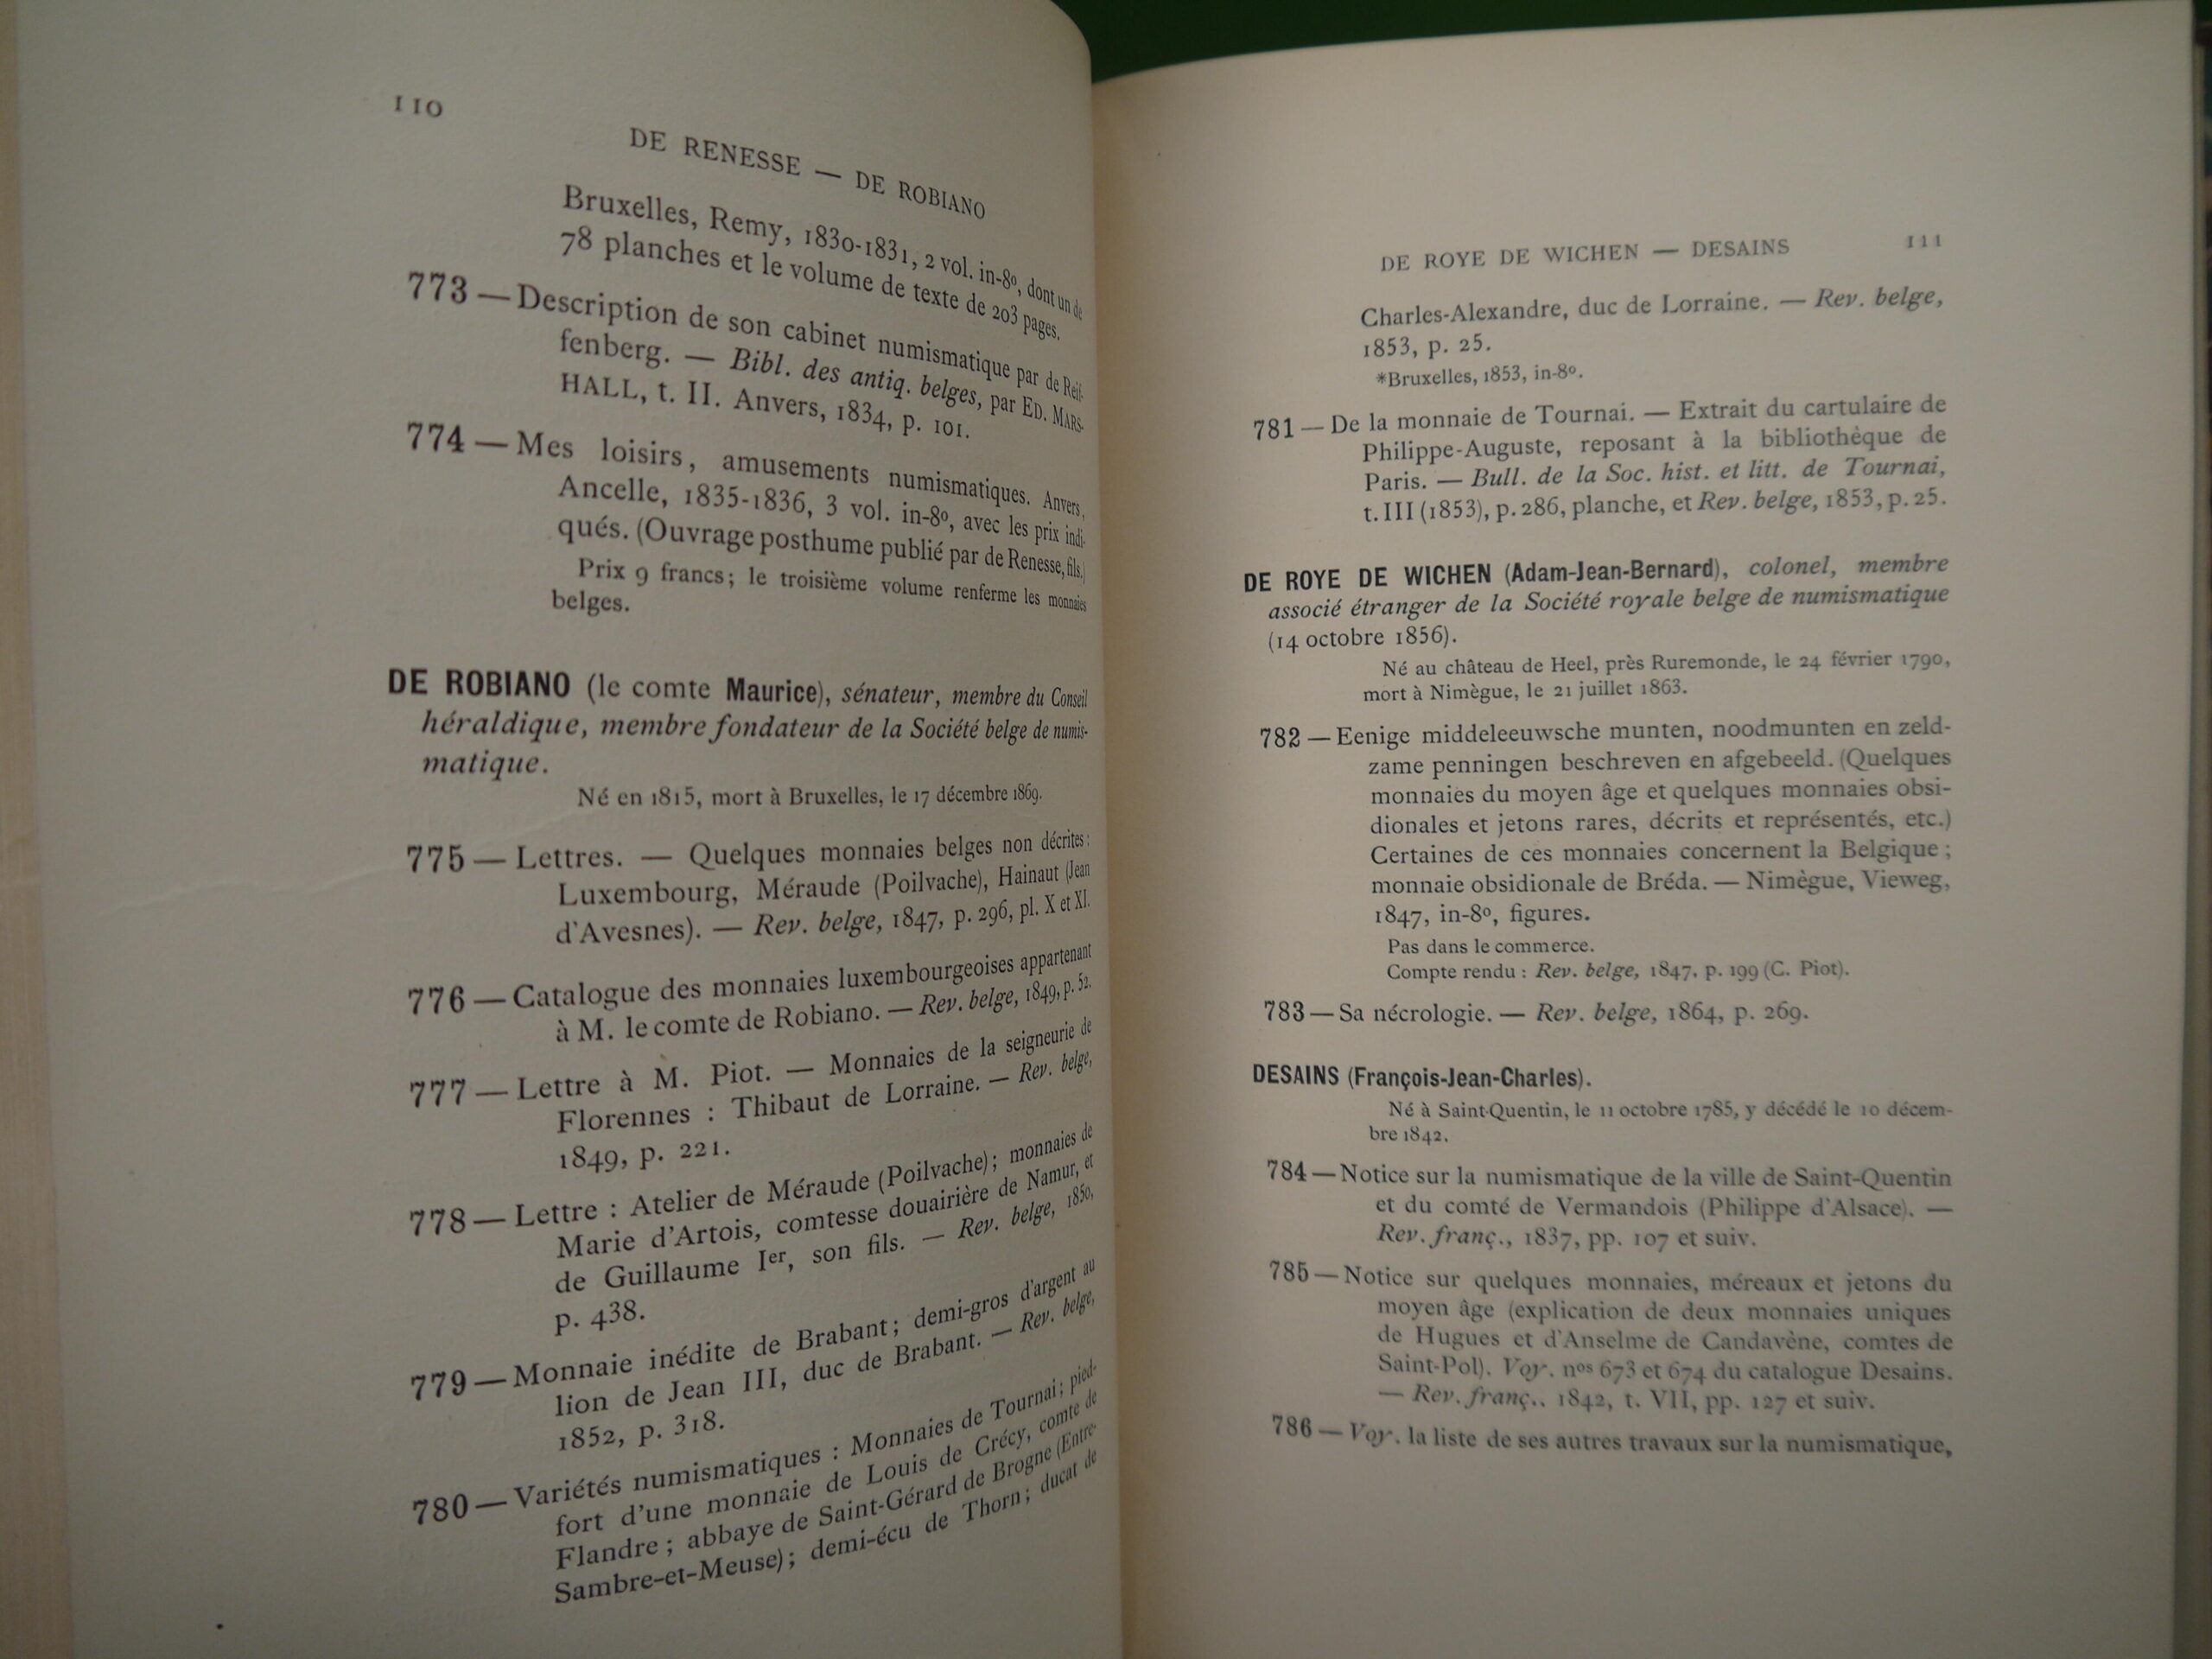 110
DE RENESSE — DE ROBIANO
Bruxelles, Remy, 1830-1831, 2 vol. in-8º, dont un de
78 planches et le volume de texte de 203 pages.
773 — Description de son cabinet numismatique par de Reif-
fenberg. — Bibl. des antiq. belges, par ED. MARS-
HALL, t. II. Anvers, 1834, p. 101.
774 — Mes loisirs, amusements numismatiques. Anvers,
Ancelle, 1835-1836, 3 vol. in-8º, avec les prix indi-
qués. (Ouvrage posthume publié par de Renesse, fils.)
Prix 9 francs; le troisième volume renferme les monnaies
belges.
DE ROBIANO (le comte Maurice), sénateur, membre du Conseil
héraldique, membre fondateur de la Société belge de numis-
matique.
Né en 1815, mort à Bruxelles, le 17 décembre 1869.
775 — Lettres. — Quelques monnaies belges non décrites :
Luxembourg, Méraude (Poilvache), Hainaut (Jean
d'Avesnes). — Rev. belge, 1847, p. 296, pl. X et XI.
776 — Catalogue des monnaies luxembourgeoises appartenant
à M. le comte de Robiano. — Rev. belge, 1849, p. 52.
777 — Lettre à M. Piot. — Monnaies de la seigneurie de
Florennes : Thibaut de Lorraine. — Rev. belge,
1849, p. 221.
778 — Lettre : Atelier de Méraude (Poilvache); monnaies de
Marie d'Artois, comtesse douairière de Namur, et
de Guillaume Ier, son fils. — Rev. belge, 1850,
p. 438.
779 — Monnaie inédite de Brabant; demi-gros d'argent au
lion de Jean III, duc de Brabant. — Rev. belge,
1852, p. 318.
780 — Variétés numismatiques : Monnaies de Tournai; pied-
fort d'une monnaie de Louis de Crécy, comte de
Flandre; abbaye de Saint-Gérard de Brogne (Entre-
Sambre-et-Meuse); demi-écu de Thorn; ducat de
DE ROYE DE WICHEN — DESAINS 111
Charles-Alexandre, duc de Lorraine. — Rev. belge,
1853, p. 25.
*Bruxelles, 1853, in-8º.
781 — De la monnaie de Tournai. — Extrait du cartulaire de
Philippe-Auguste, reposant à la bibliothèque de
Paris. — Bull. de la Soc. hist. et litt. de Tournai,
t. III (1853), p. 286, planche, et Rev. belge, 1853, p. 25.
DE ROYE DE WICHEN (Adam-Jean-Bernard), colonel, membre
associé étranger de la Société royale belge de numismatique
(14 octobre 1856).
Né au château de Heel, près Ruremonde, le 24 février 1790,
mort à Nimègue, le 21 juillet 1863.
782 — Eenige middeleeuwsche munten, noodmunten en zeld-
zame penningen beschreven en afgebeeld. (Quelques
monnaies du moyen âge et quelques monnaies obsi-
dionales et jetons rares, décrits et représentés, etc.)
Certaines de ces monnaies concernent la Belgique;
monnaie obsidionale de Bréda. — Nimègue, Vieweg,
1847, in-8º, figures.
Pas dans le commerce.
Compte rendu : Rev. belge, 1847, p. 199 (C. Piot).
783 — Sa nécrologie. — Rev. belge, 1864, p. 269.
DESAINS (François-Jean-Charles).
Né à Saint-Quentin, le 11 octobre 1785, y décédé le 10 décem-
bre 1842.
784 — Notice sur la numismatique de la ville de Saint-Quentin
et du comté de Vermandois (Philippe d'Alsace). —
Rev. franç., 1837, pp. 107 et suiv.
785 — Notice sur quelques monnaies, méreaux et jetons du
moyen âge (explication de deux monnaies uniques
de Hugues et d'Anselme de Candavène, comtes de
Saint-Pol). Voy. nos 673 et 674 du catalogue Desains.
— Rev. franç., 1842, t. VII, pp. 127 et suiv.
786 — Voy. la liste de ses autres travaux sur la numismatique,